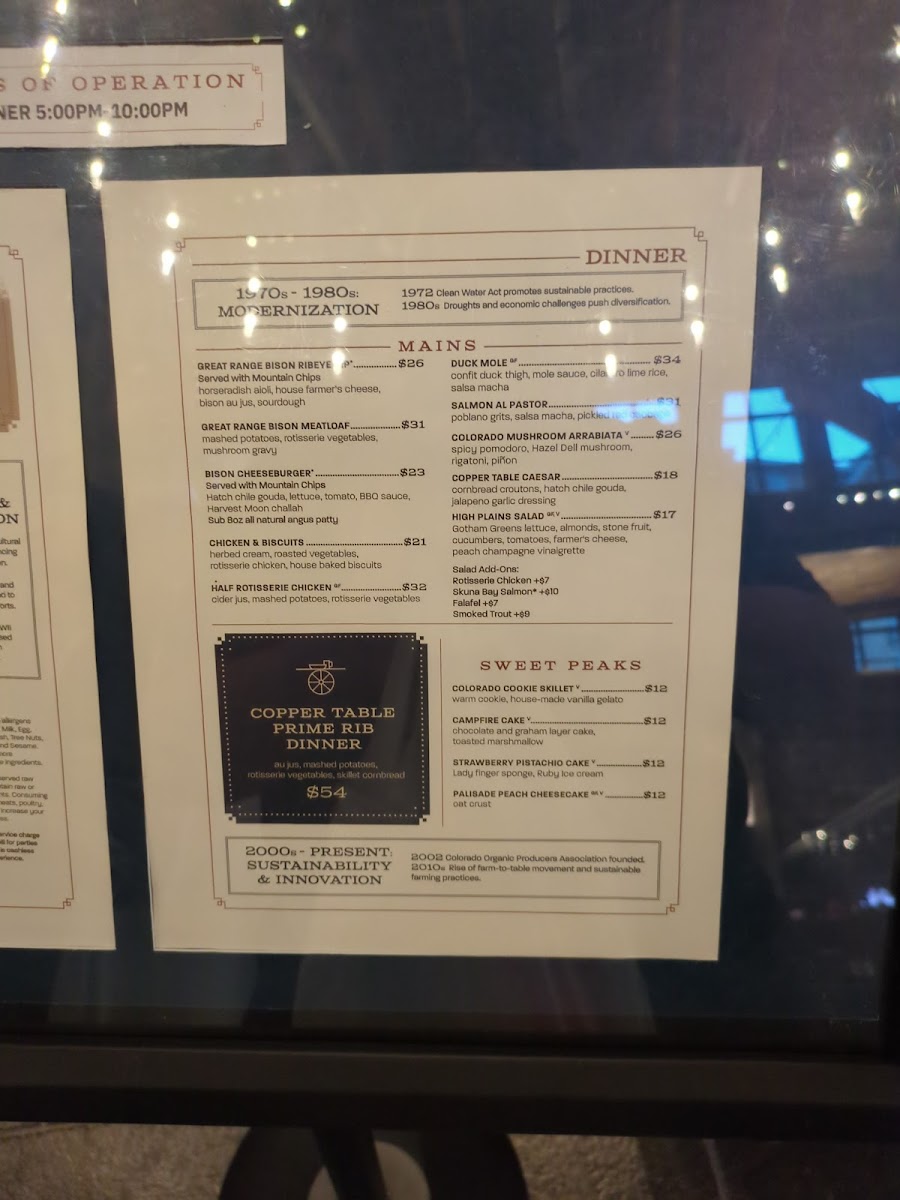 S OF OPERATION
NER 5:00PM-10:00PM
DINNER
1970s - 1980s:
MODERNIZATION
1972 Clean Water Act promotes sustainable practices.
1980s Droughts and economic challenges push diversification.
MAINS
GREAT RANGE BISON RIBEYE DIP*................$26
Served with Mountain Chips
horseradish aioli, house farmer's cheese,
bison au jus, sourdough
GREAT RANGE BISON MEATLOAF....................$31
mashed potatoes, rotisserie vegetables,
mushroom gravy
BISON CHEESEBURGER*..............................$23
Served with Mountain Chips
Hatch chile gouda, lettuce, tomato, BBQ sauce,
Harvest Moon challah
Sub 8oz all natural angus patty
CHICKEN & BISCUITS..................................$21
herbed cream, roasted vegetables,
rotisserie chicken, house baked biscuits
HALF ROTISSERIE CHICKEN GF.....................$32
cider jus, mashed potatoes, rotisserie vegetables
DUCK MOLE GF..............................................$34
confit duck thigh, mole sauce, cilantro lime rice,
salsa macha
SALMON AL PASTOR..................................$31
poblano grits, salsa macha, pickled red cabbage
COLORADO MUSHROOM ARRABIATA V.........$26
spicy pomodoro, Hazel Dell mushroom,
rigatoni, piñon
COPPER TABLE CAESAR...............................$18
cornbread croutons, hatch chile gouda,
jalapeno garlic dressing
HIGH PLAINS SALAD GF, V..............................$17
Gotham Greens lettuce, almonds, stone fruit,
cucumbers, tomatoes, farmer's cheese,
peach champagne vinaigrette
Salad Add-Ons:
Rotisserie Chicken +$7
Skuna Bay Salmon* +$10
Falafel +$7
Smoked Trout +$9
COPPER TABLE
PRIME RIB
DINNER
au jus, mashed potatoes,
rotisserie vegetables, skillet cornbread
$54
SWEET PEAKS
COLORADO COOKIE SKILLET V.....................$12
warm cookie, house-made vanilla gelato
CAMPFIRE CAKE V.......................................$12
chocolate and graham layer cake,
toasted marshmallow
STRAWBERRY PISTACHIO CAKE V................$12
Lady finger sponge, Ruby Ice cream
PALISADE PEACH CHEESECAKE GF, V.............$12
oat crust
2000s - PRESENT:
SUSTAINABILITY
& INNOVATION
2002 Colorado Organic Producers Association founded.
2010s Rise of farm-to-table movement and sustainable
farming practices.